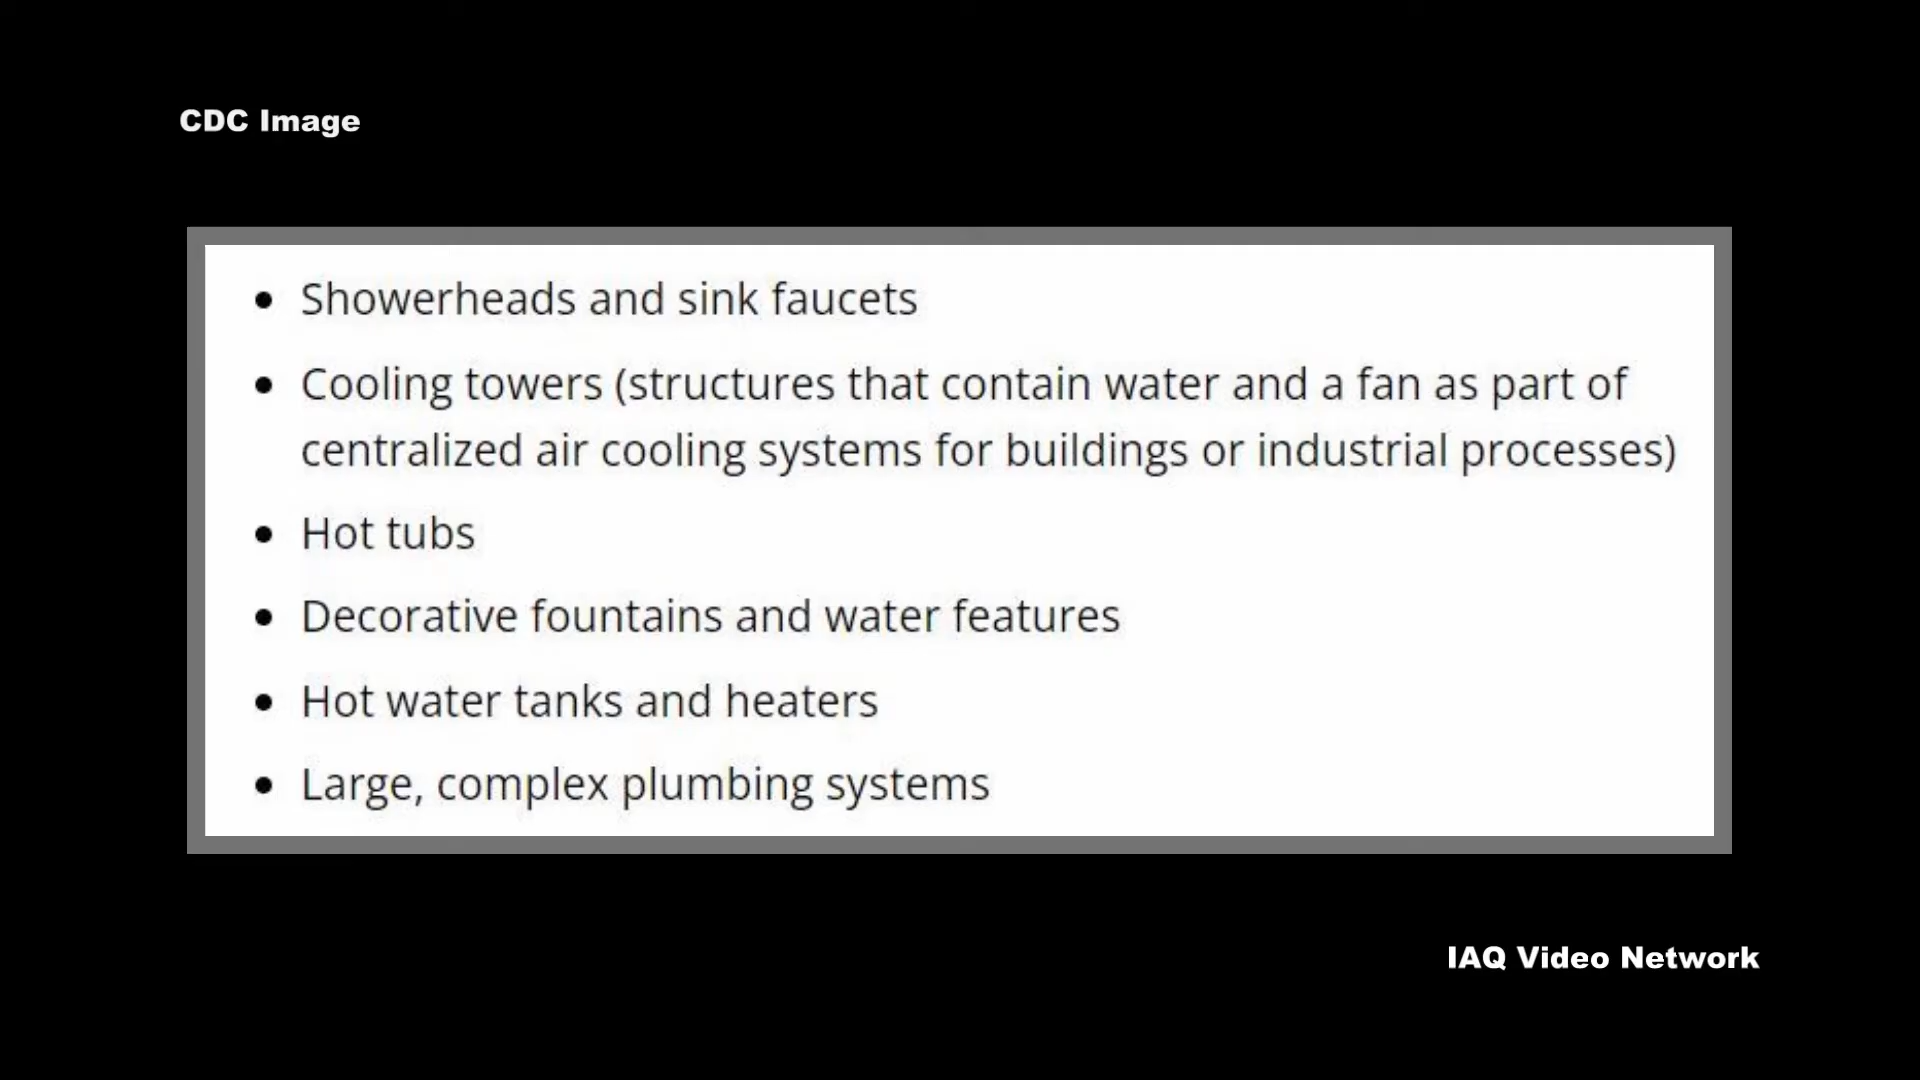 CDC Image
• Showerheads and sink faucets
• Cooling towers (structures that contain water and a fan as part of
centralized air cooling systems for buildings or industrial processes)
• Hot tubs
• Decorative fountains and water features
• Hot water tanks and heaters
• Large, complex plumbing systems
IAQ Video Network